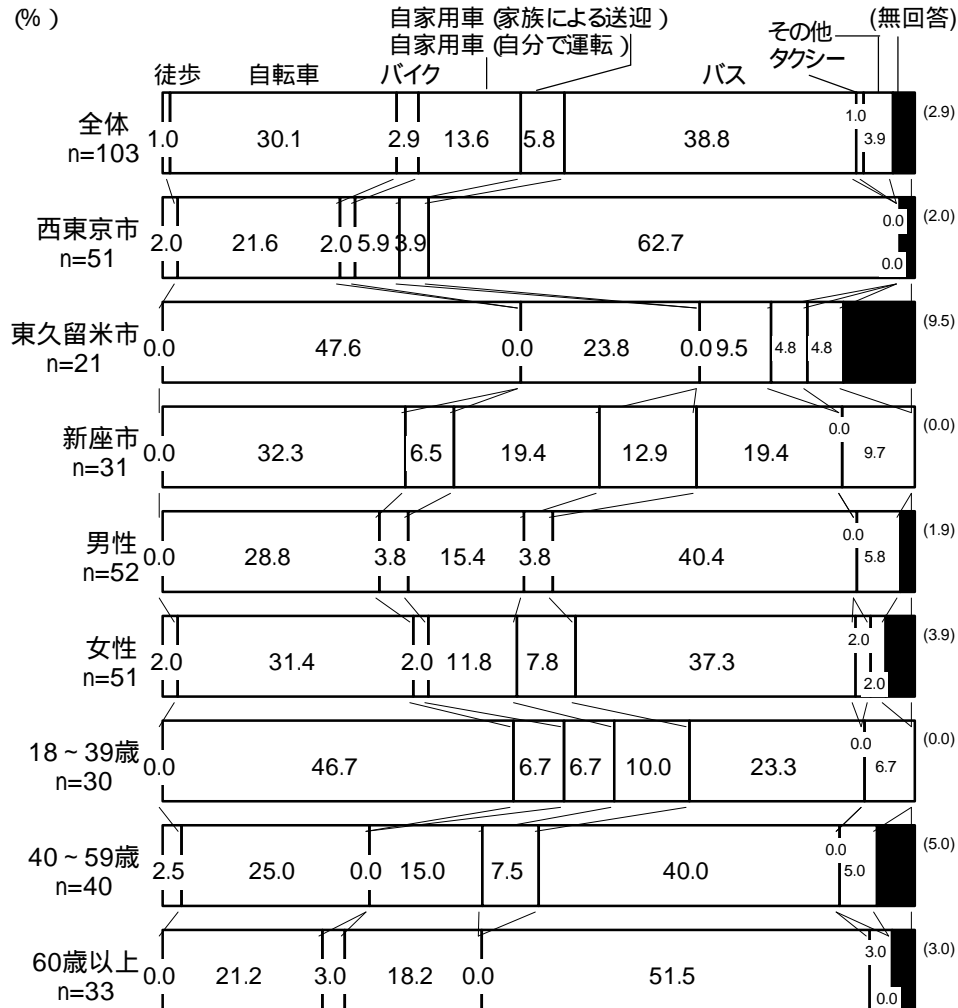 (%)
自家用車(家族による送迎)
自家用車(自分で運転)
その他
タクシー
(無回答)
徒歩 自転車 バイク バス
全体
n=103
1.0 30.1 2.9 13.6 5.8 38.8 1.0 3.9 (2.9)
西東京市
n=51
2.0 21.6 2.0 5.9 3.9 62.7 0.0 0.0 (2.0)
東久留米市
n=21
0.0 47.6 0.0 23.8 0.0 9.5 4.8 4.8 (9.5)
新座市
n=31
0.0 32.3 6.5 19.4 12.9 19.4 0.0 9.7 (0.0)
男性
n=52
0.0 28.8 3.8 15.4 3.8 40.4 0.0 5.8 (1.9)
女性
n=51
2.0 31.4 2.0 11.8 7.8 37.3 2.0 2.0 (3.9)
18~39歳
n=30
0.0 46.7 6.7 6.7 10.0 23.3 0.0 6.7 (0.0)
40~59歳
n=40
2.5 25.0 0.0 15.0 7.5 40.0 0.0 5.0 (5.0)
60歳以上
n=33
0.0 21.2 3.0 18.2 0.0 51.5 3.0 0.0 (3.0)